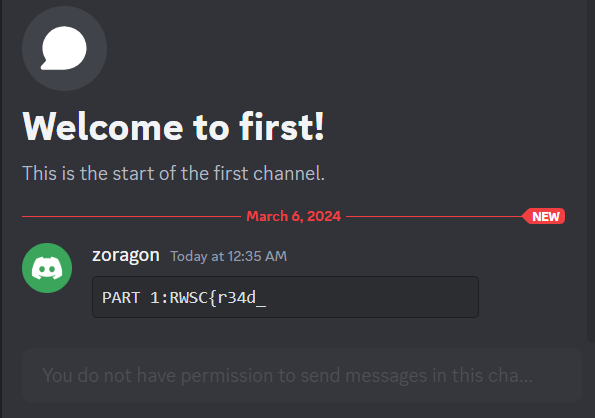 Welcome to first!
This is the start of the first channel.
March 6, 2024 NEW
zoragon Today at 12:35 AM
PART 1:RWSC{r34d_
You do not have permission to send messages in this cha...